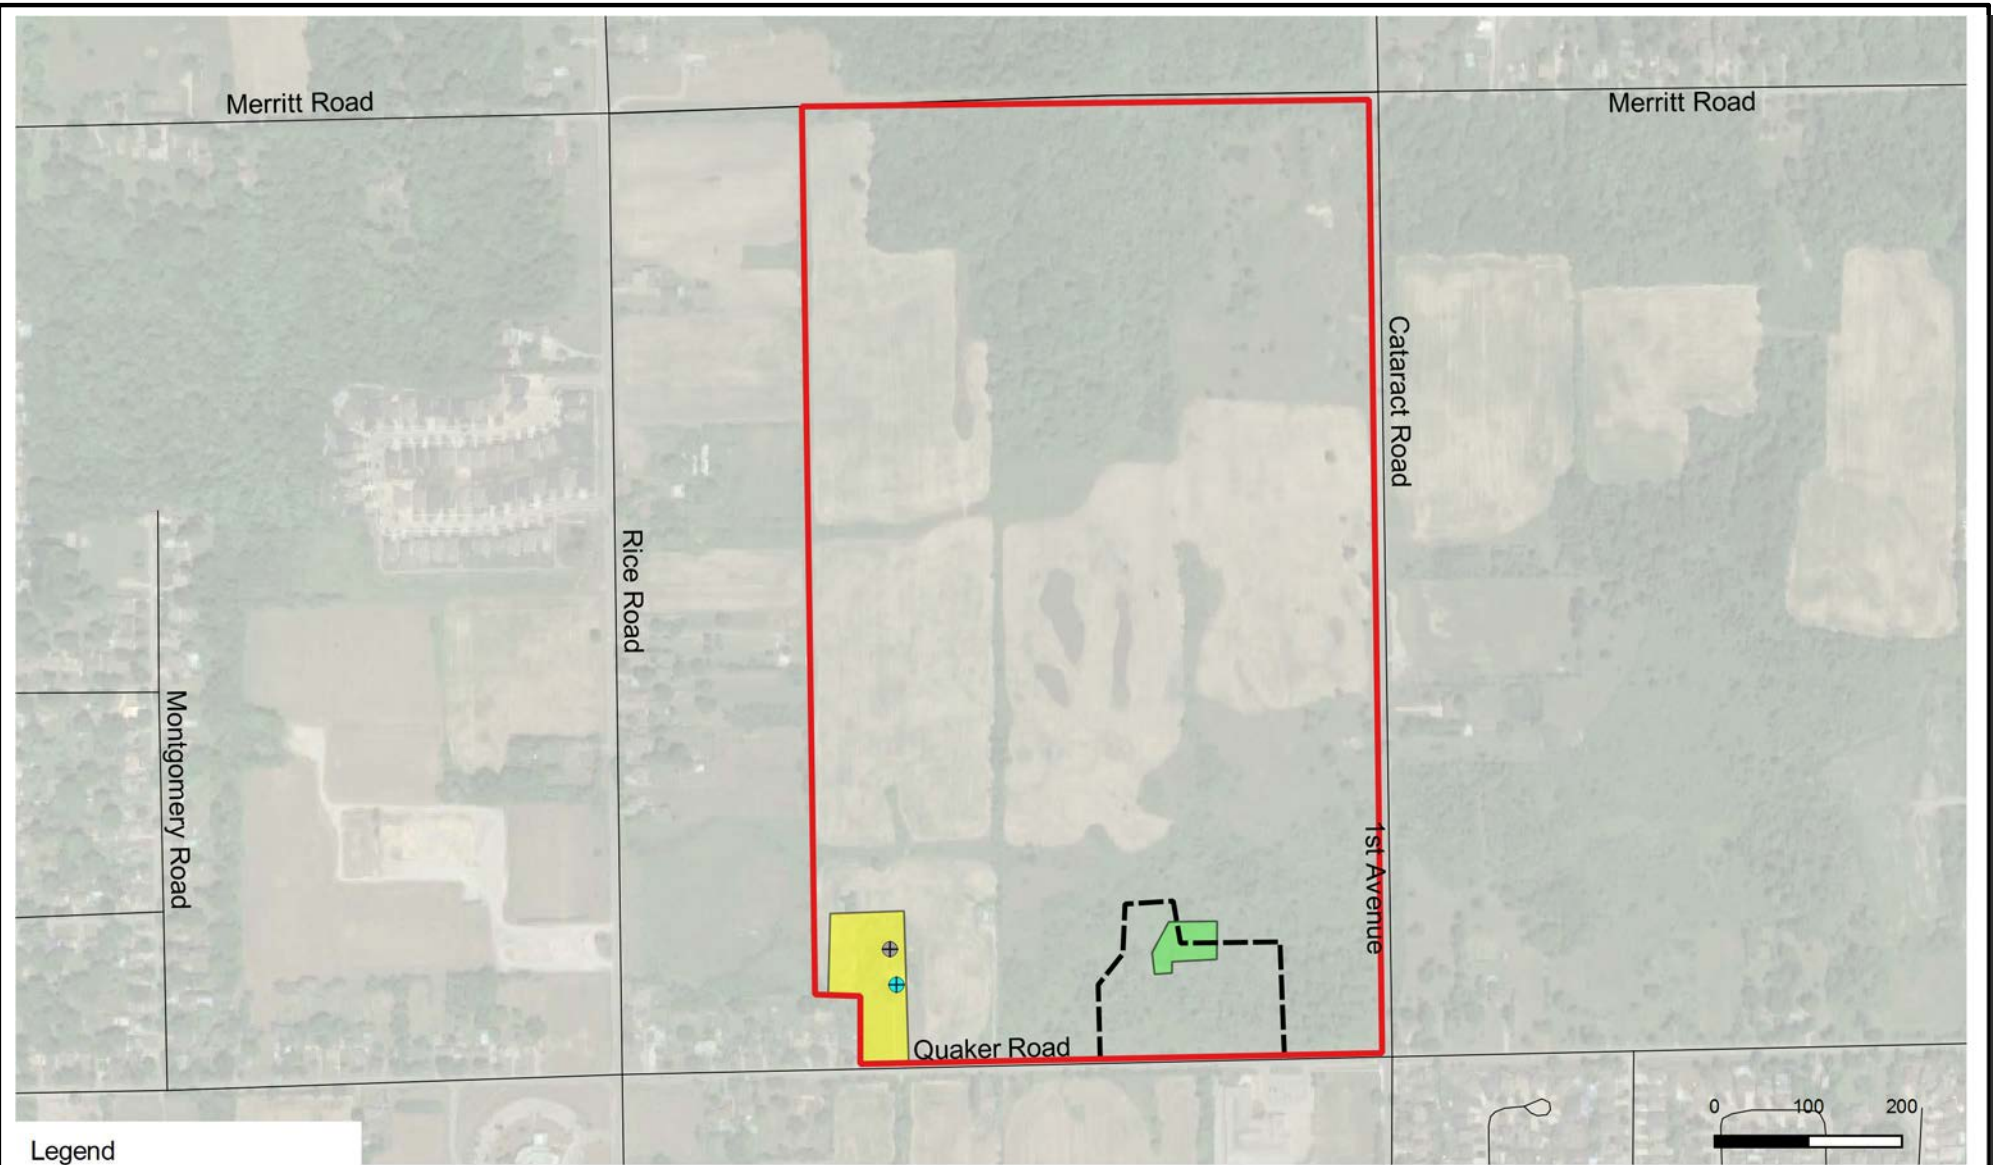 Merritt Road
Merritt Road
Cataract Road
Rice Road
Montgomery Road
1st Avenue
Quaker Road
0 100 200
Legend